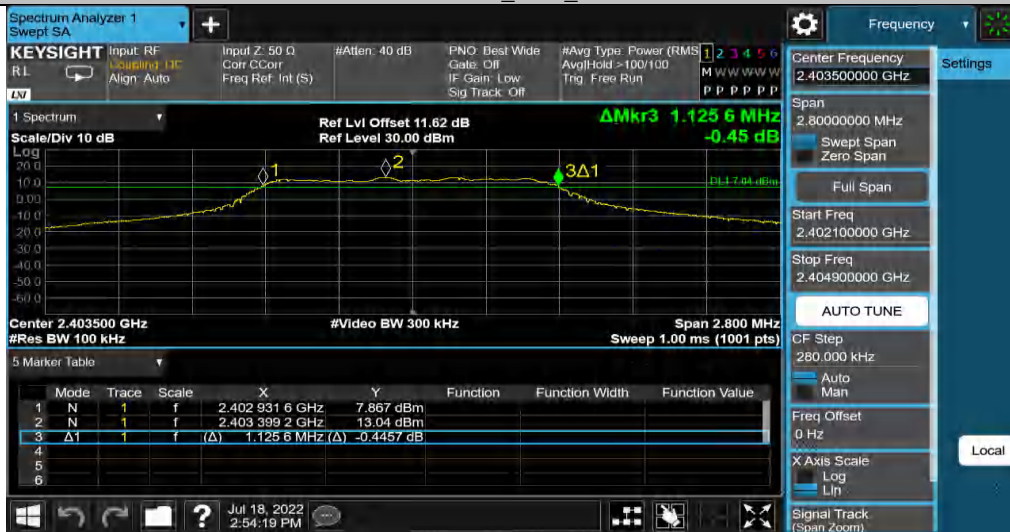 Spectrum Analyzer 1
Swept SA
+
Frequency
KEYSIGHT
RL
LXI
Input: RF
Coupling: DC
Align: Auto
Input Z: 50 Ω
Corr CCorr
Freq Ref: Int (S)
#Atten: 40 dB
PNO: Best Wide
Gate: Off
IF Gain: Low
Sig Track: Off
#Avg Type: Power (RMS
Avg|Hold >100/100
Trig: Free Run
1 2 3 4 5 6
M W W W W W
P P P P P P
1 Spectrum
Scale/Div 10 dB
Log
Ref Lvl Offset 11.62 dB
Ref Level 30.00 dBm
ΔMkr3 1.125 6 MHz
-0.45 dB
20.0
10.0
0.00
-10.0
-20.0
-30.0
-40.0
-50.0
-60.0
1
2
3Δ1
DL1 7.04 dBm
Center 2.403500 GHz
#Res BW 100 kHz
#Video BW 300 kHz
Span 2.800 MHz
Sweep 1.00 ms (1001 pts)
5 Marker Table
Mode Trace Scale X Y Function Function Width Function Value
1 N 1 f 2.402 931 6 GHz 7.867 dBm
2 N 1 f 2.403 399 2 GHz 13.04 dBm
3 Δ1 1 f (Δ) 1.125 6 MHz (Δ) -0.4457 dB
4
5
6
?
Jul 18, 2022
2:54:19 PM
Center Frequency
2.403500000 GHz
Span
2.80000000 MHz
Swept Span
Zero Span
Full Span
Start Freq
2.402100000 GHz
Stop Freq
2.404900000 GHz
AUTO TUNE
CF Step
280.000 kHz
Auto
Man
Freq Offset
0 Hz
X Axis Scale
Log
Lin
Signal Track
(Span Zoom)
Settings
Local